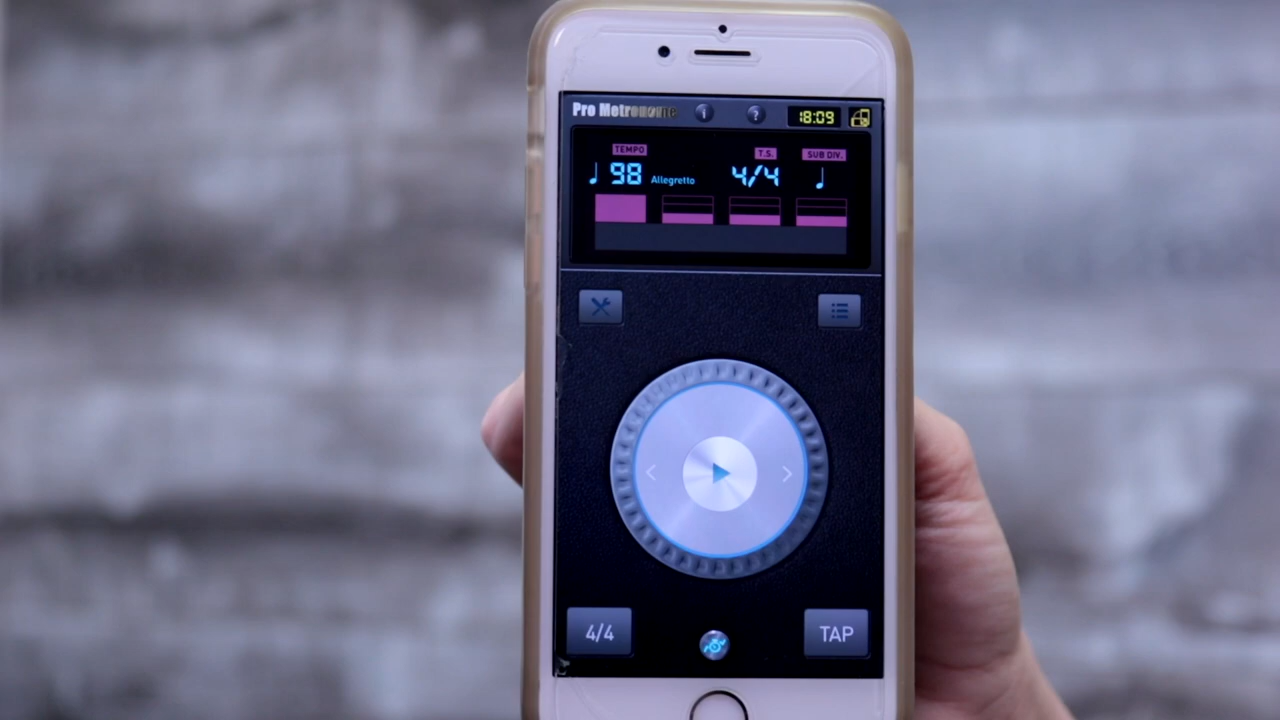 Pro Metronome i ? 18:09
TEMPO T.S. SUB DIV.
98 Allegretto 4/4
4/4 TAP